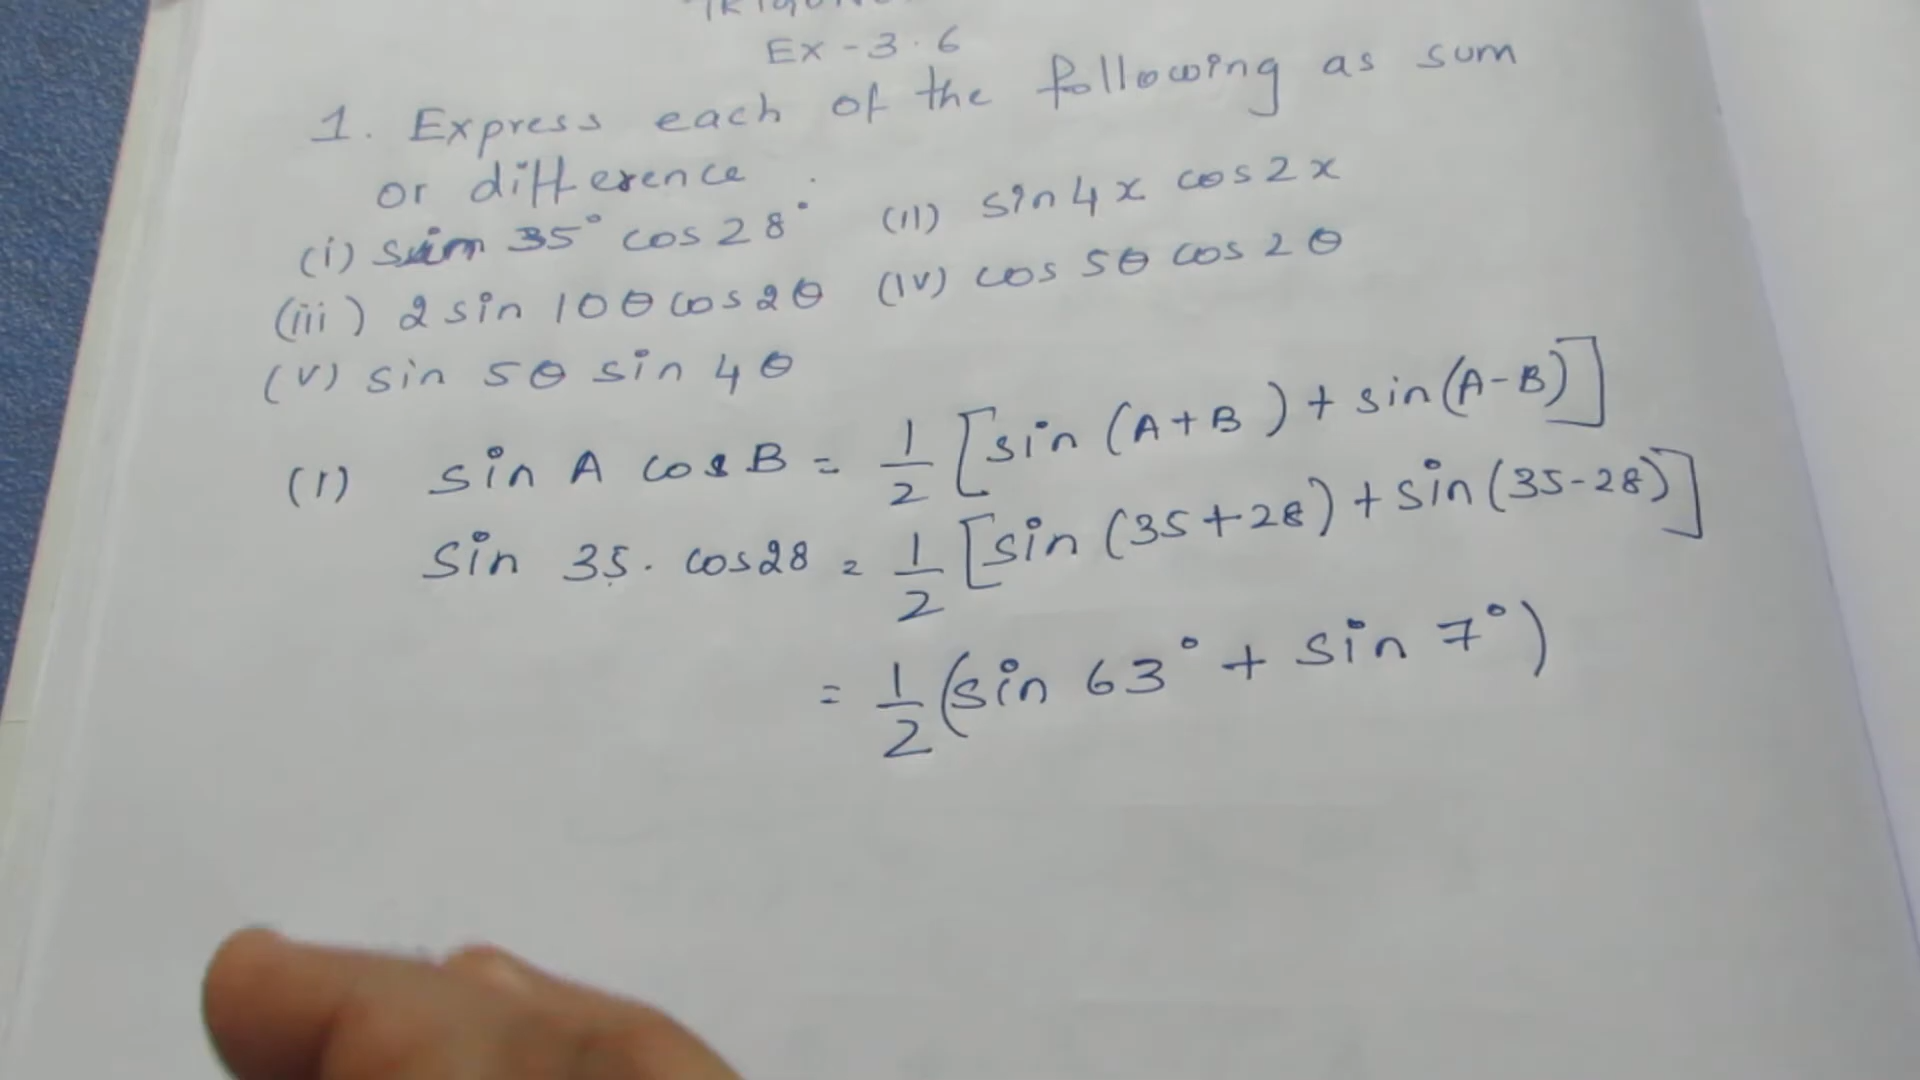 Ex - 3.6
1. Express each of the following as sum
or difference.
(i) sin 35° cos 28° (ii) sin 4x cos 2x
(iii) 2 sin 10θ cos 2θ (iv) cos 5θ cos 2θ
(v) sin 5θ sin 4θ
(1) sin A cos B = 1/2 [sin (A+B) + sin (A-B)]
sin 35. cos28 = 1/2 [sin (35+28) + sin (35-28)]
= 1/2 (sin 63° + sin 7°)